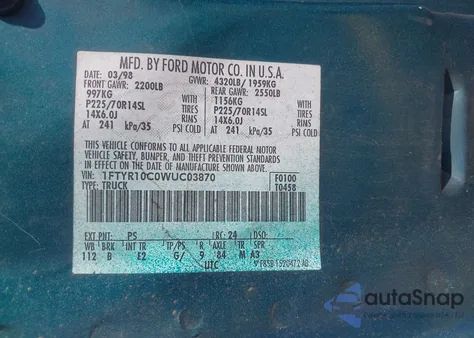 MFD. BY FORD MOTOR CO. IN U.S.A.
DATE: 03/98 GVWR: 4320LB/ 1959KG
FRONT GAWR: 2200LB REAR GAWR: 2550LB
997KG WITH 1156KG WITH
P225/70R14SL TIRES P225/70R14SL TIRES
14X6.0J RIMS 14X6.0J RIMS
AT 241 kPa/35 PSI COLD AT 241 kPa/35 PSI COLD
THIS VEHICLE CONFORMS TO ALL APPLICABLE FEDERAL MOTOR
VEHICLE SAFETY, BUMPER, AND THEFT PREVENTION STANDARDS
IN EFFECT ON THE DATE OF MANUFACTURE SHOWN ABOVE.
VIN: 1FTYR10C0WUC03870 F0100
TYPE: TRUCK T0458
EXT PNT: PS RC: 24 DSO:
WB BRK INT TR TP/PS R AXLE TR SPR
112 B E2 G/ 9 84 M A3
UTC
autoSnap
by Carfast